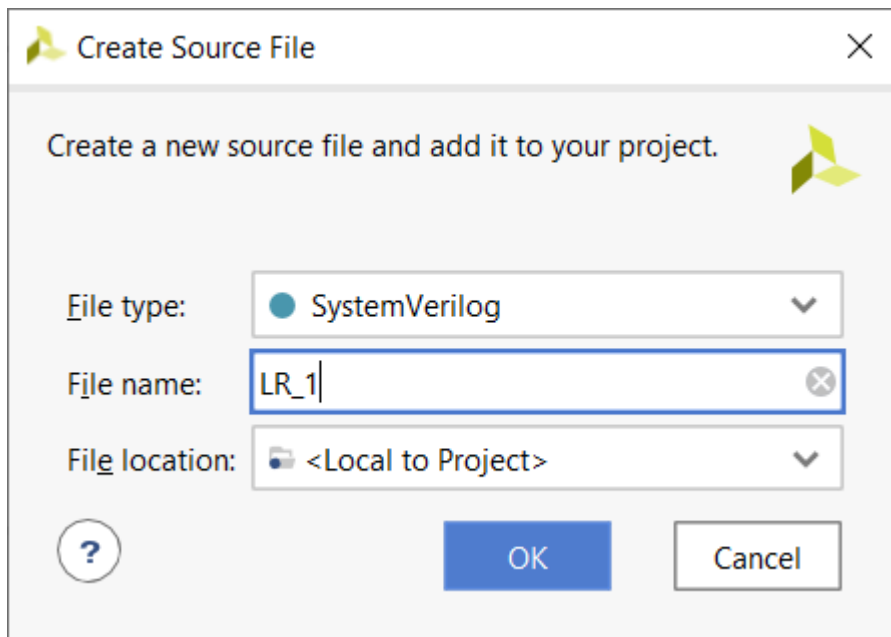 Create Source File
Create a new source file and add it to your project.
File type: SystemVerilog
File name: LR_1
File location: <Local to Project>
? OK Cancel